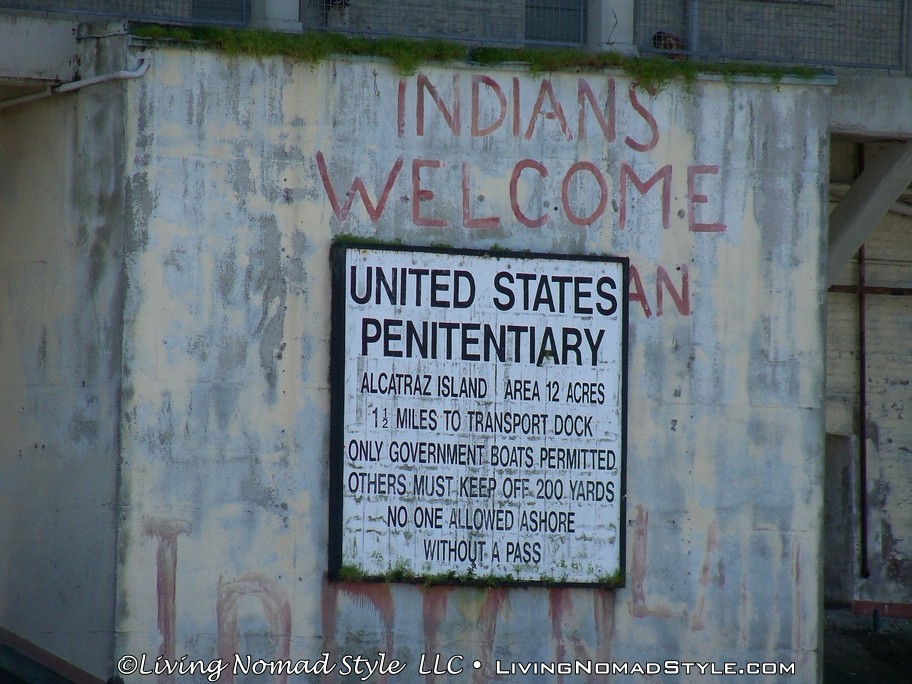 INDIANS
WELCOME
AN
UNITED STATES
PENITENTIARY
ALCATRAZ ISLAND AREA 12 ACRES
1½ MILES TO TRANSPORT DOCK
ONLY GOVERNMENT BOATS PERMITTED
OTHERS MUST KEEP OFF 200 YARDS
NO ONE ALLOWED ASHORE
WITHOUT A PASS
©Living Nomad Style LLC • LivingNomadStyle.com